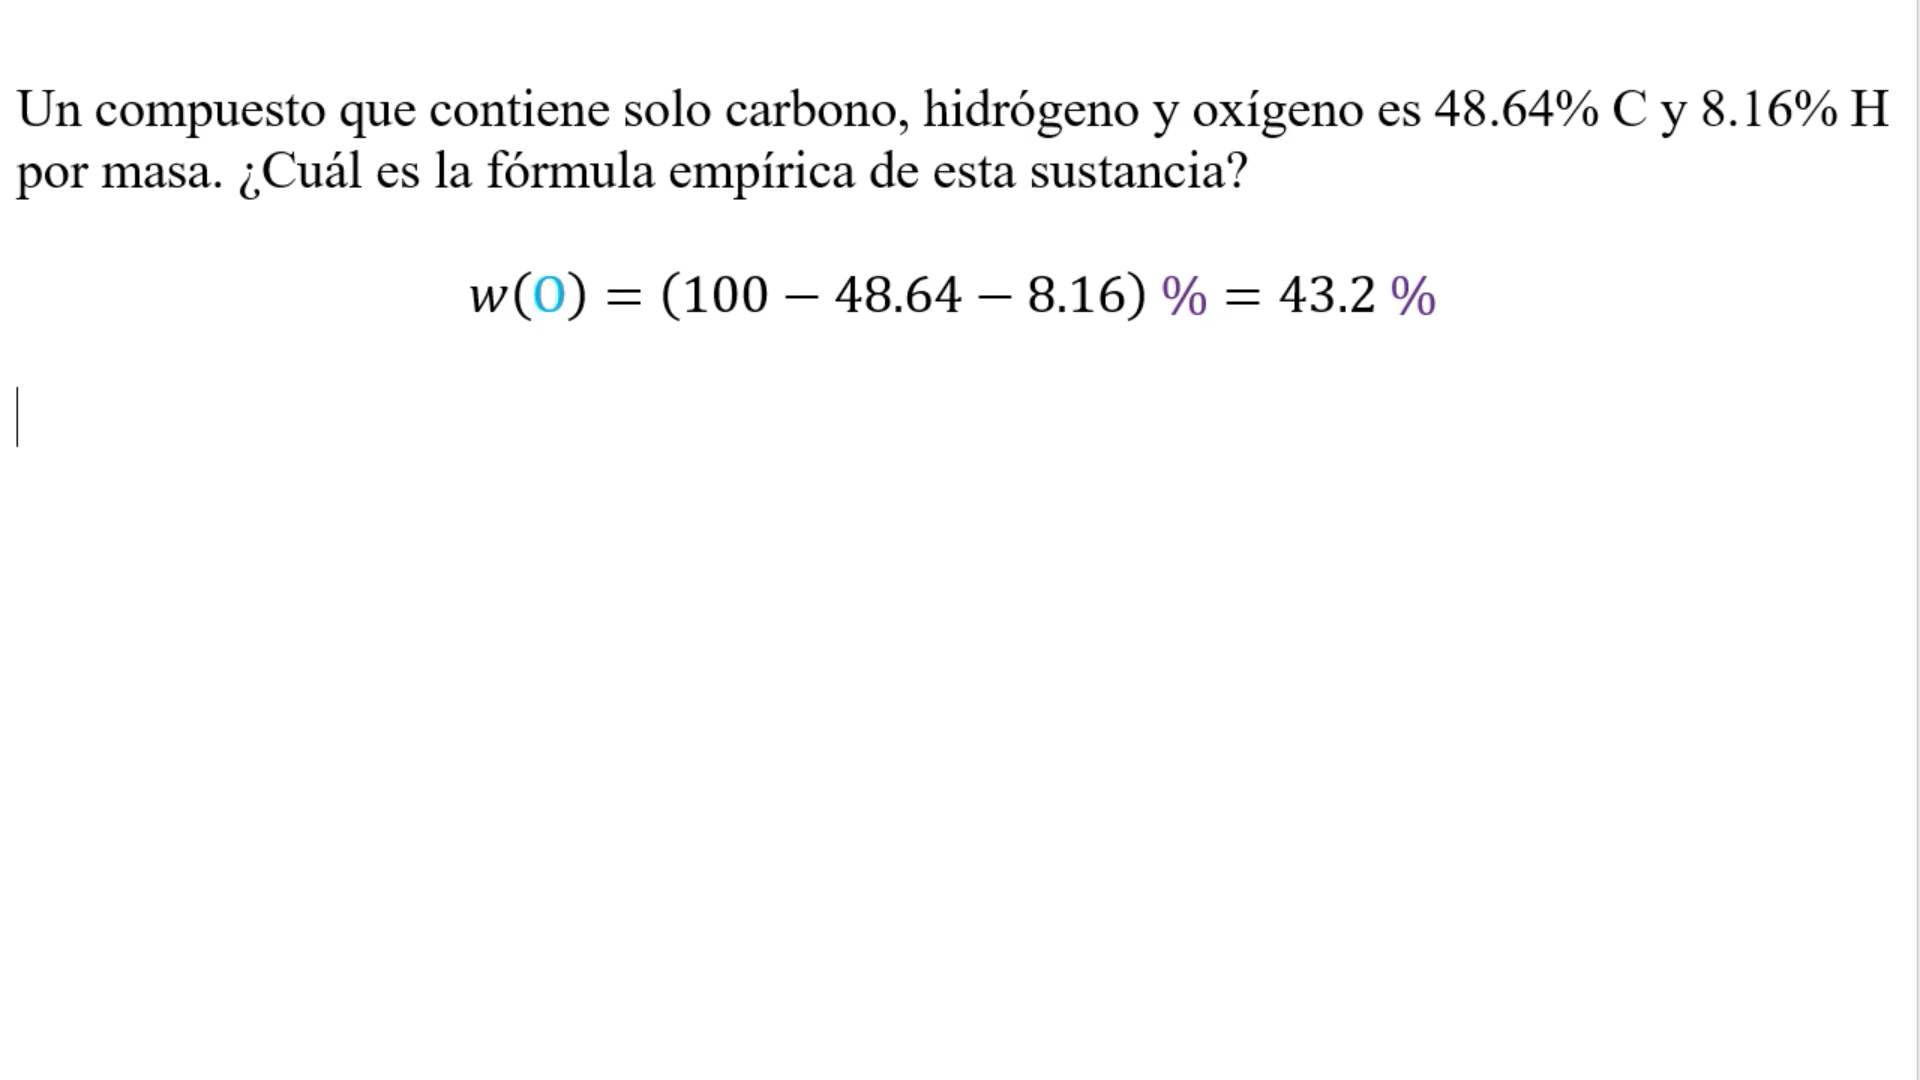 Un compuesto que contiene solo carbono, hidrógeno y oxígeno es 48.64% C y 8.16% H
por masa. ¿Cuál es la fórmula empírica de esta sustancia?
w(O) = (100 − 48.64 − 8.16) % = 43.2 %